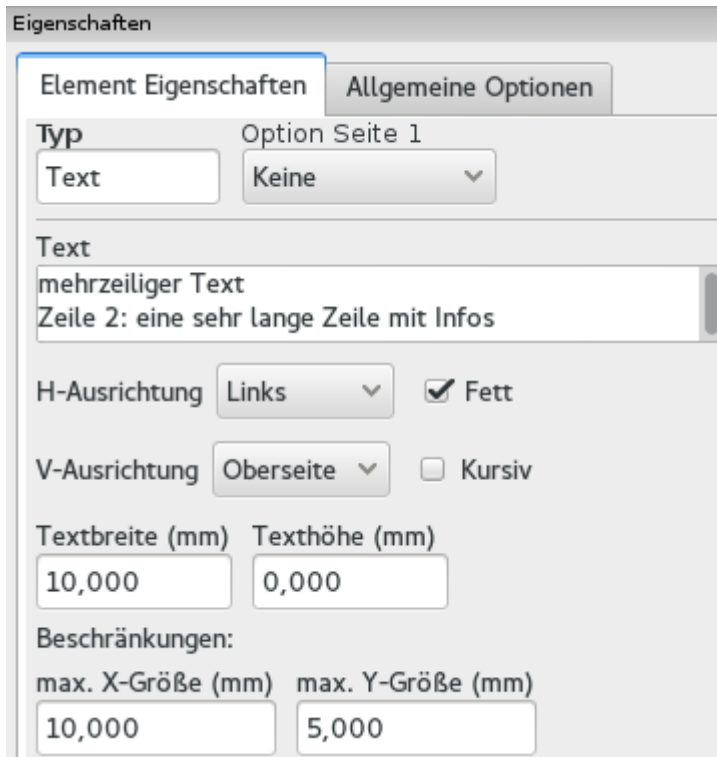 Eigenschaften
Element Eigenschaften Allgemeine Optionen
Typ Option Seite 1
Text Keine
Text
mehrzeiliger Text
Zeile 2: eine sehr lange Zeile mit Infos
H-Ausrichtung Links Fett
V-Ausrichtung Oberseite Kursiv
Textbreite (mm) Texthöhe (mm)
10,000 0,000
Beschränkungen:
max. X-Größe (mm) max. Y-Größe (mm)
10,000 5,000